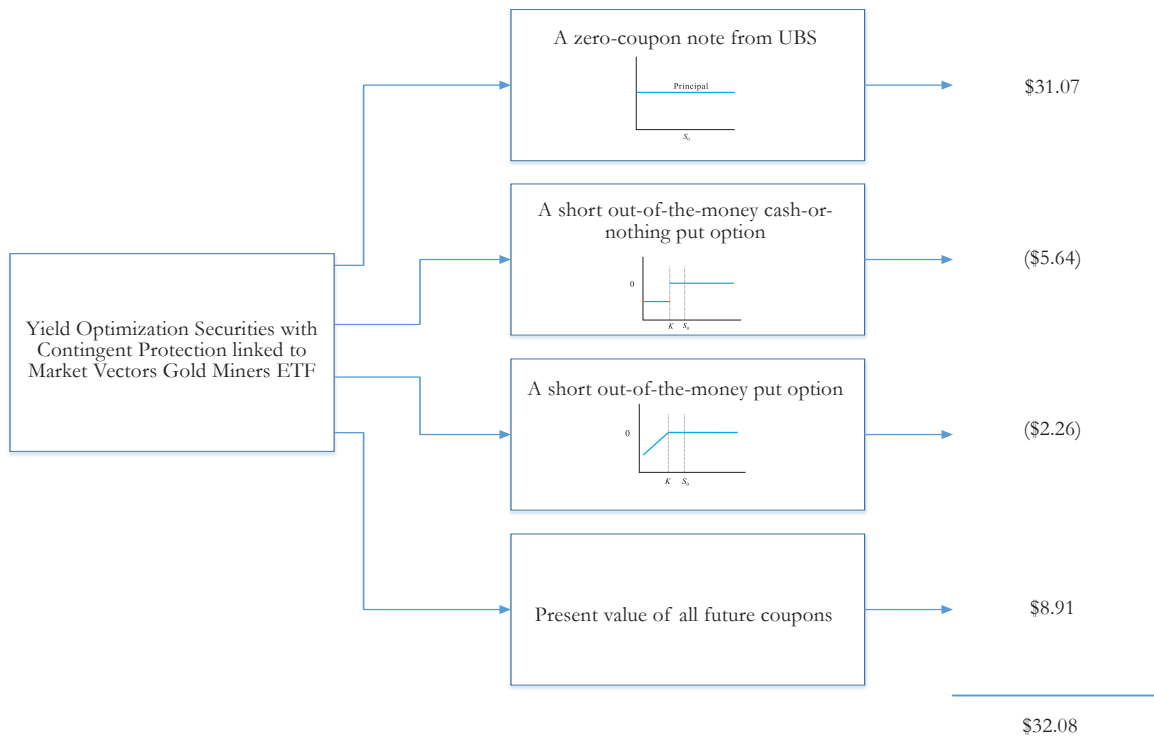 A zero-coupon note from UBS
Principal
S₀
$31.07
A short out-of-the-money cash-or-
nothing put option
0
K S₀
($5.64)
Yield Optimization Securities with
Contingent Protection linked to
Market Vectors Gold Miners ETF
A short out-of-the-money put option
0
K S₀
($2.26)
Present value of all future coupons
$8.91
$32.08